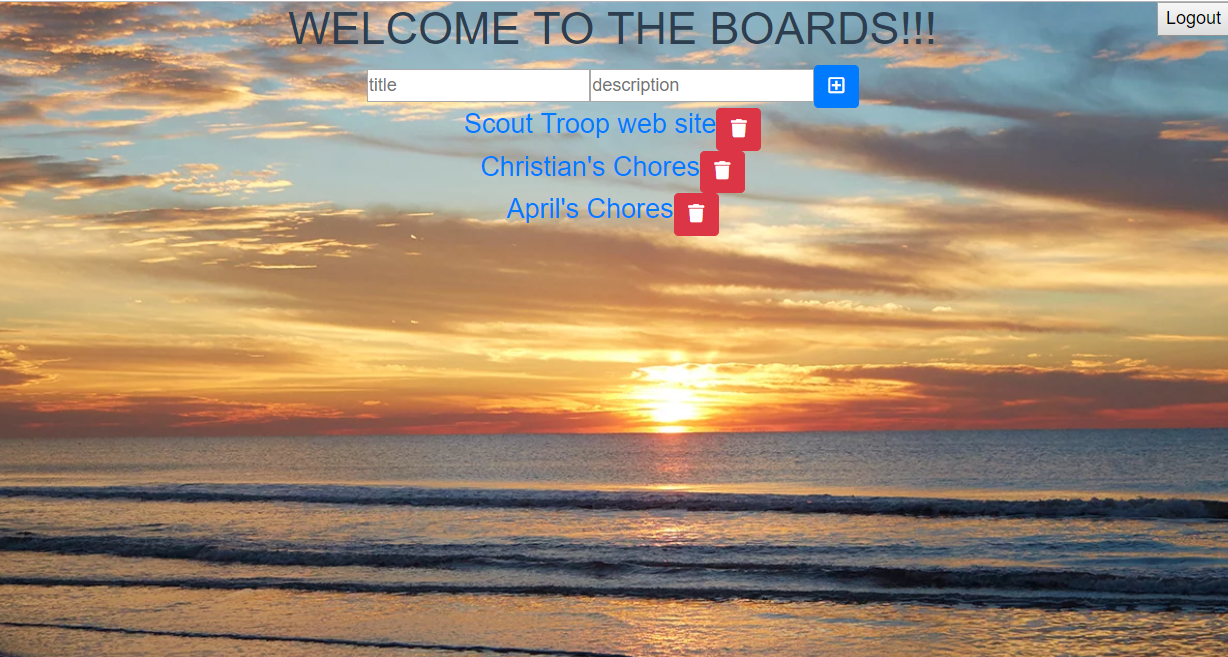 WELCOME TO THE BOARDS!!!
Logout
title description
Scout Troop web site
Christian's Chores
April's Chores